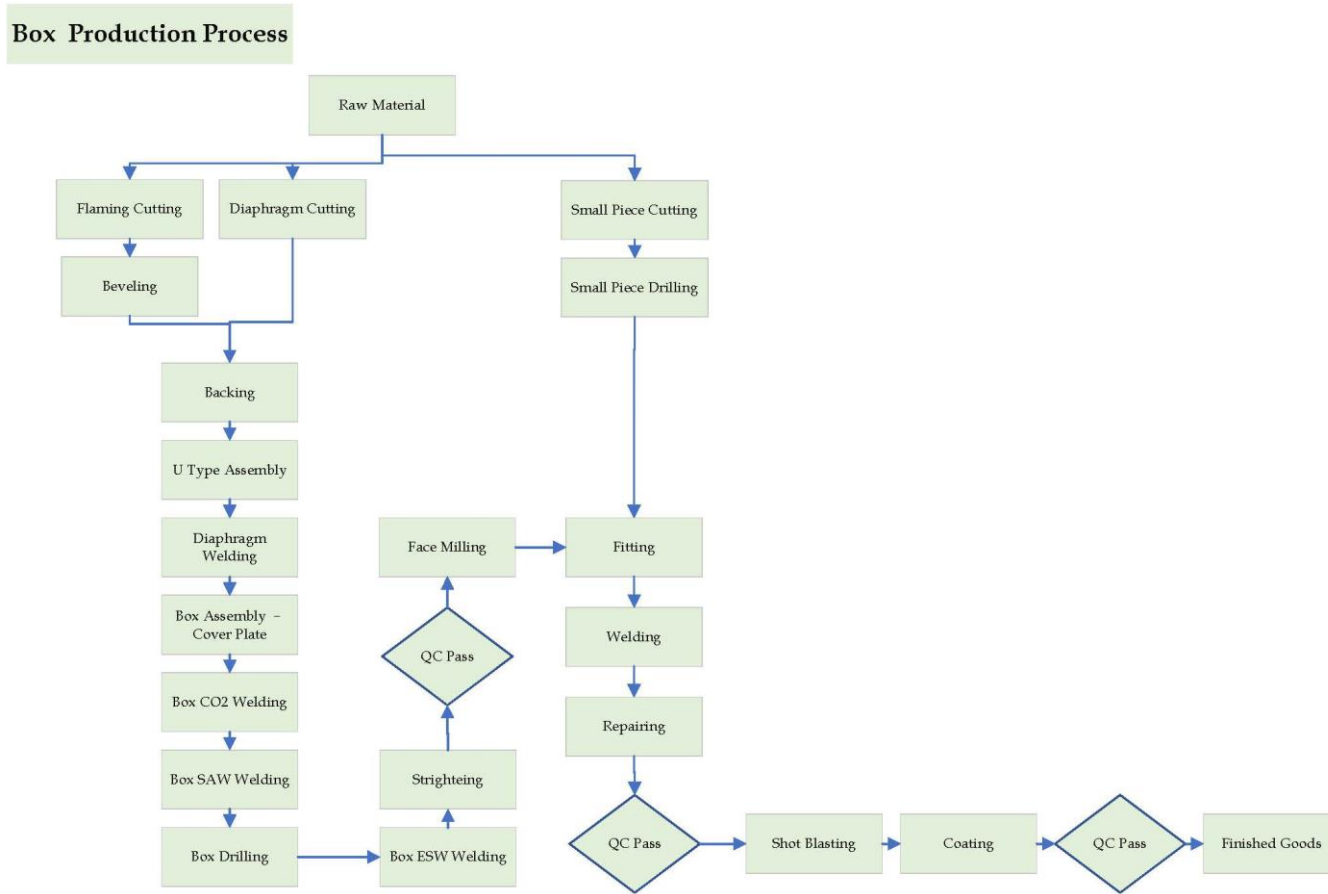 Box Production Process
Raw Material
Flaming Cutting
Diaphragm Cutting
Small Piece Cutting
Beveling
Small Piece Drilling
Backing
U Type Assembly
Diaphragm
Welding
Face Milling
Fitting
Box Assembly –
Cover Plate
QC Pass
Welding
Box CO2 Welding
Repairing
Box SAW Welding
Strighteing
Box Drilling
Box ESW Welding
QC Pass
Shot Blasting
Coating
QC Pass
Finished Goods